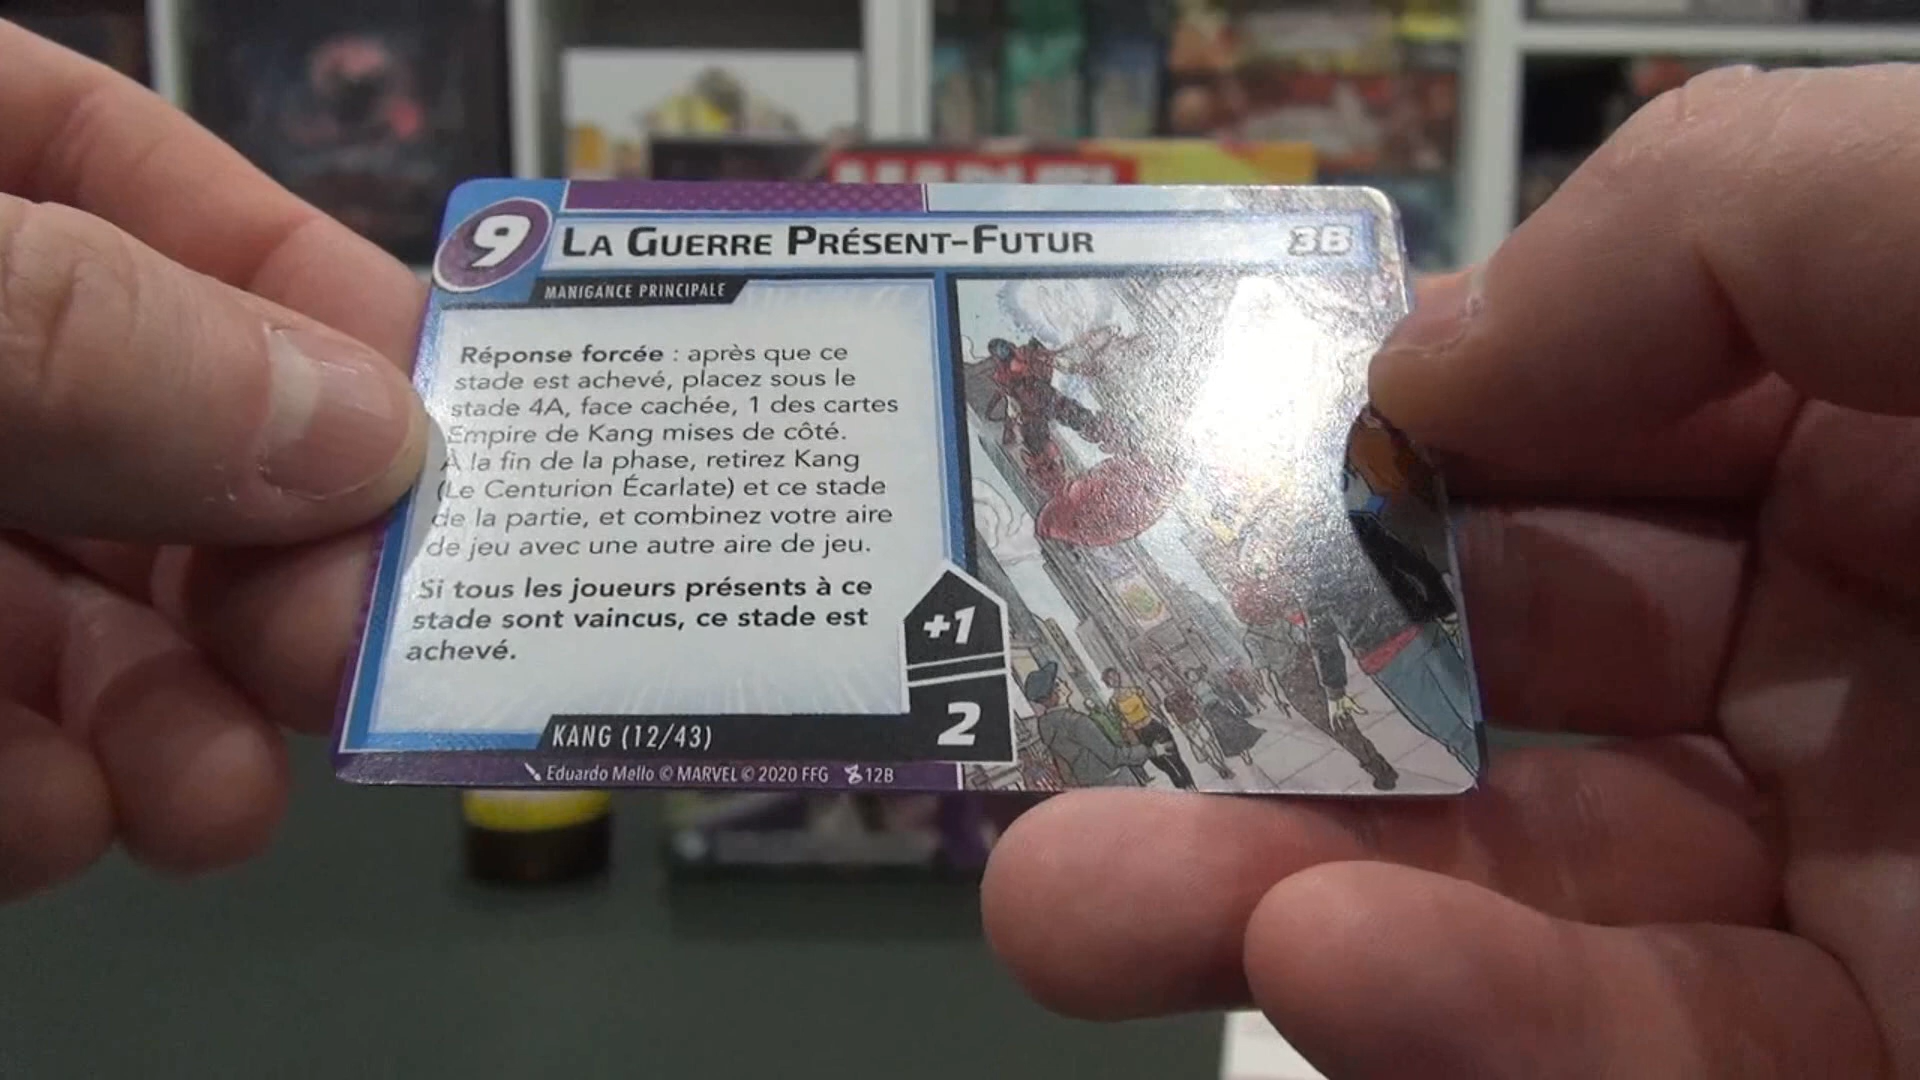 MARVEL
9 LA GUERRE PRÉSENT-FUTUR 3B
MANIGANCE PRINCIPALE
Réponse forcée : après que ce
stade est achevé, placez sous le
stade 4A, face cachée, 1 des cartes
Empire de Kang mises de côté.
À la fin de la phase, retirez Kang
(Le Centurion Écarlate) et ce stade
de la partie, et combinez votre aire
de jeu avec une autre aire de jeu.
Si tous les joueurs présents à ce
stade sont vaincus, ce stade est
achevé.
+1
2
KANG (12/43)
Eduardo Mello © MARVEL © 2020 FFG 12B